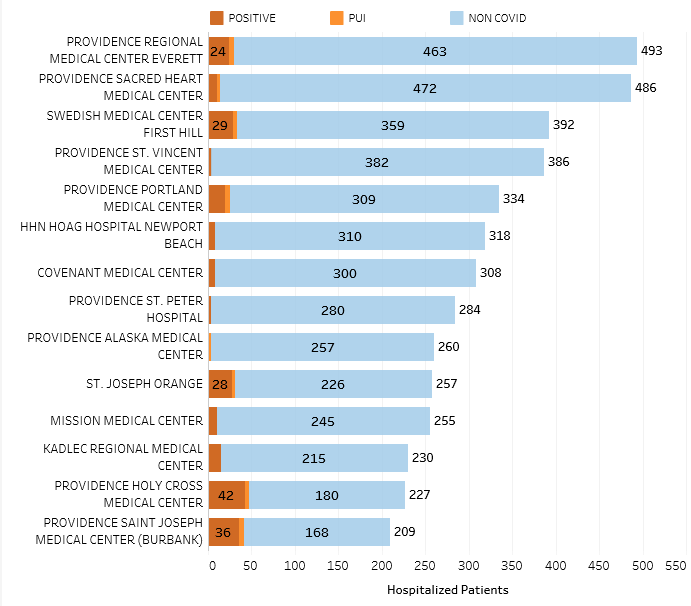 POSITIVE PUI NON COVID
PROVIDENCE REGIONAL
MEDICAL CENTER EVERETT
24 463 493
PROVIDENCE SACRED HEART
MEDICAL CENTER
472 486
SWEDISH MEDICAL CENTER
FIRST HILL
29 359 392
PROVIDENCE ST. VINCENT
MEDICAL CENTER
382 386
PROVIDENCE PORTLAND
MEDICAL CENTER
309 334
HHN HOAG HOSPITAL NEWPORT
BEACH
310 318
COVENANT MEDICAL CENTER
300 308
PROVIDENCE ST. PETER
HOSPITAL
280 284
PROVIDENCE ALASKA MEDICAL
CENTER
257 260
ST. JOSEPH ORANGE
28 226 257
MISSION MEDICAL CENTER
245 255
KADLEC REGIONAL MEDICAL
CENTER
215 230
PROVIDENCE HOLY CROSS
MEDICAL CENTER
42 180 227
PROVIDENCE SAINT JOSEPH
MEDICAL CENTER (BURBANK)
36 168 209
0 50 100 150 200 250 300 350 400 450 500 550
Hospitalized Patients